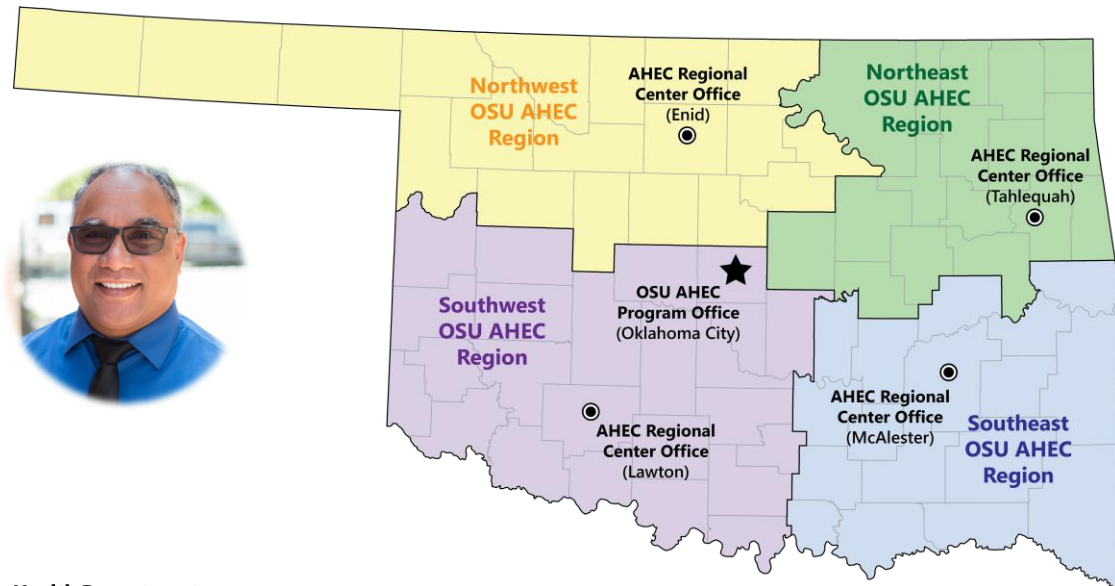 Northwest
OSU AHEC
Region
AHEC Regional
Center Office
(Enid)
Northeast
OSU AHEC
Region
AHEC Regional
Center Office
(Tahlequah)
Southwest
OSU AHEC
Region
OSU AHEC
Program Office
(Oklahoma City)
AHEC Regional
Center Office
(Lawton)
AHEC Regional
Center Office
(McAlester)
Southeast
OSU AHEC
Region